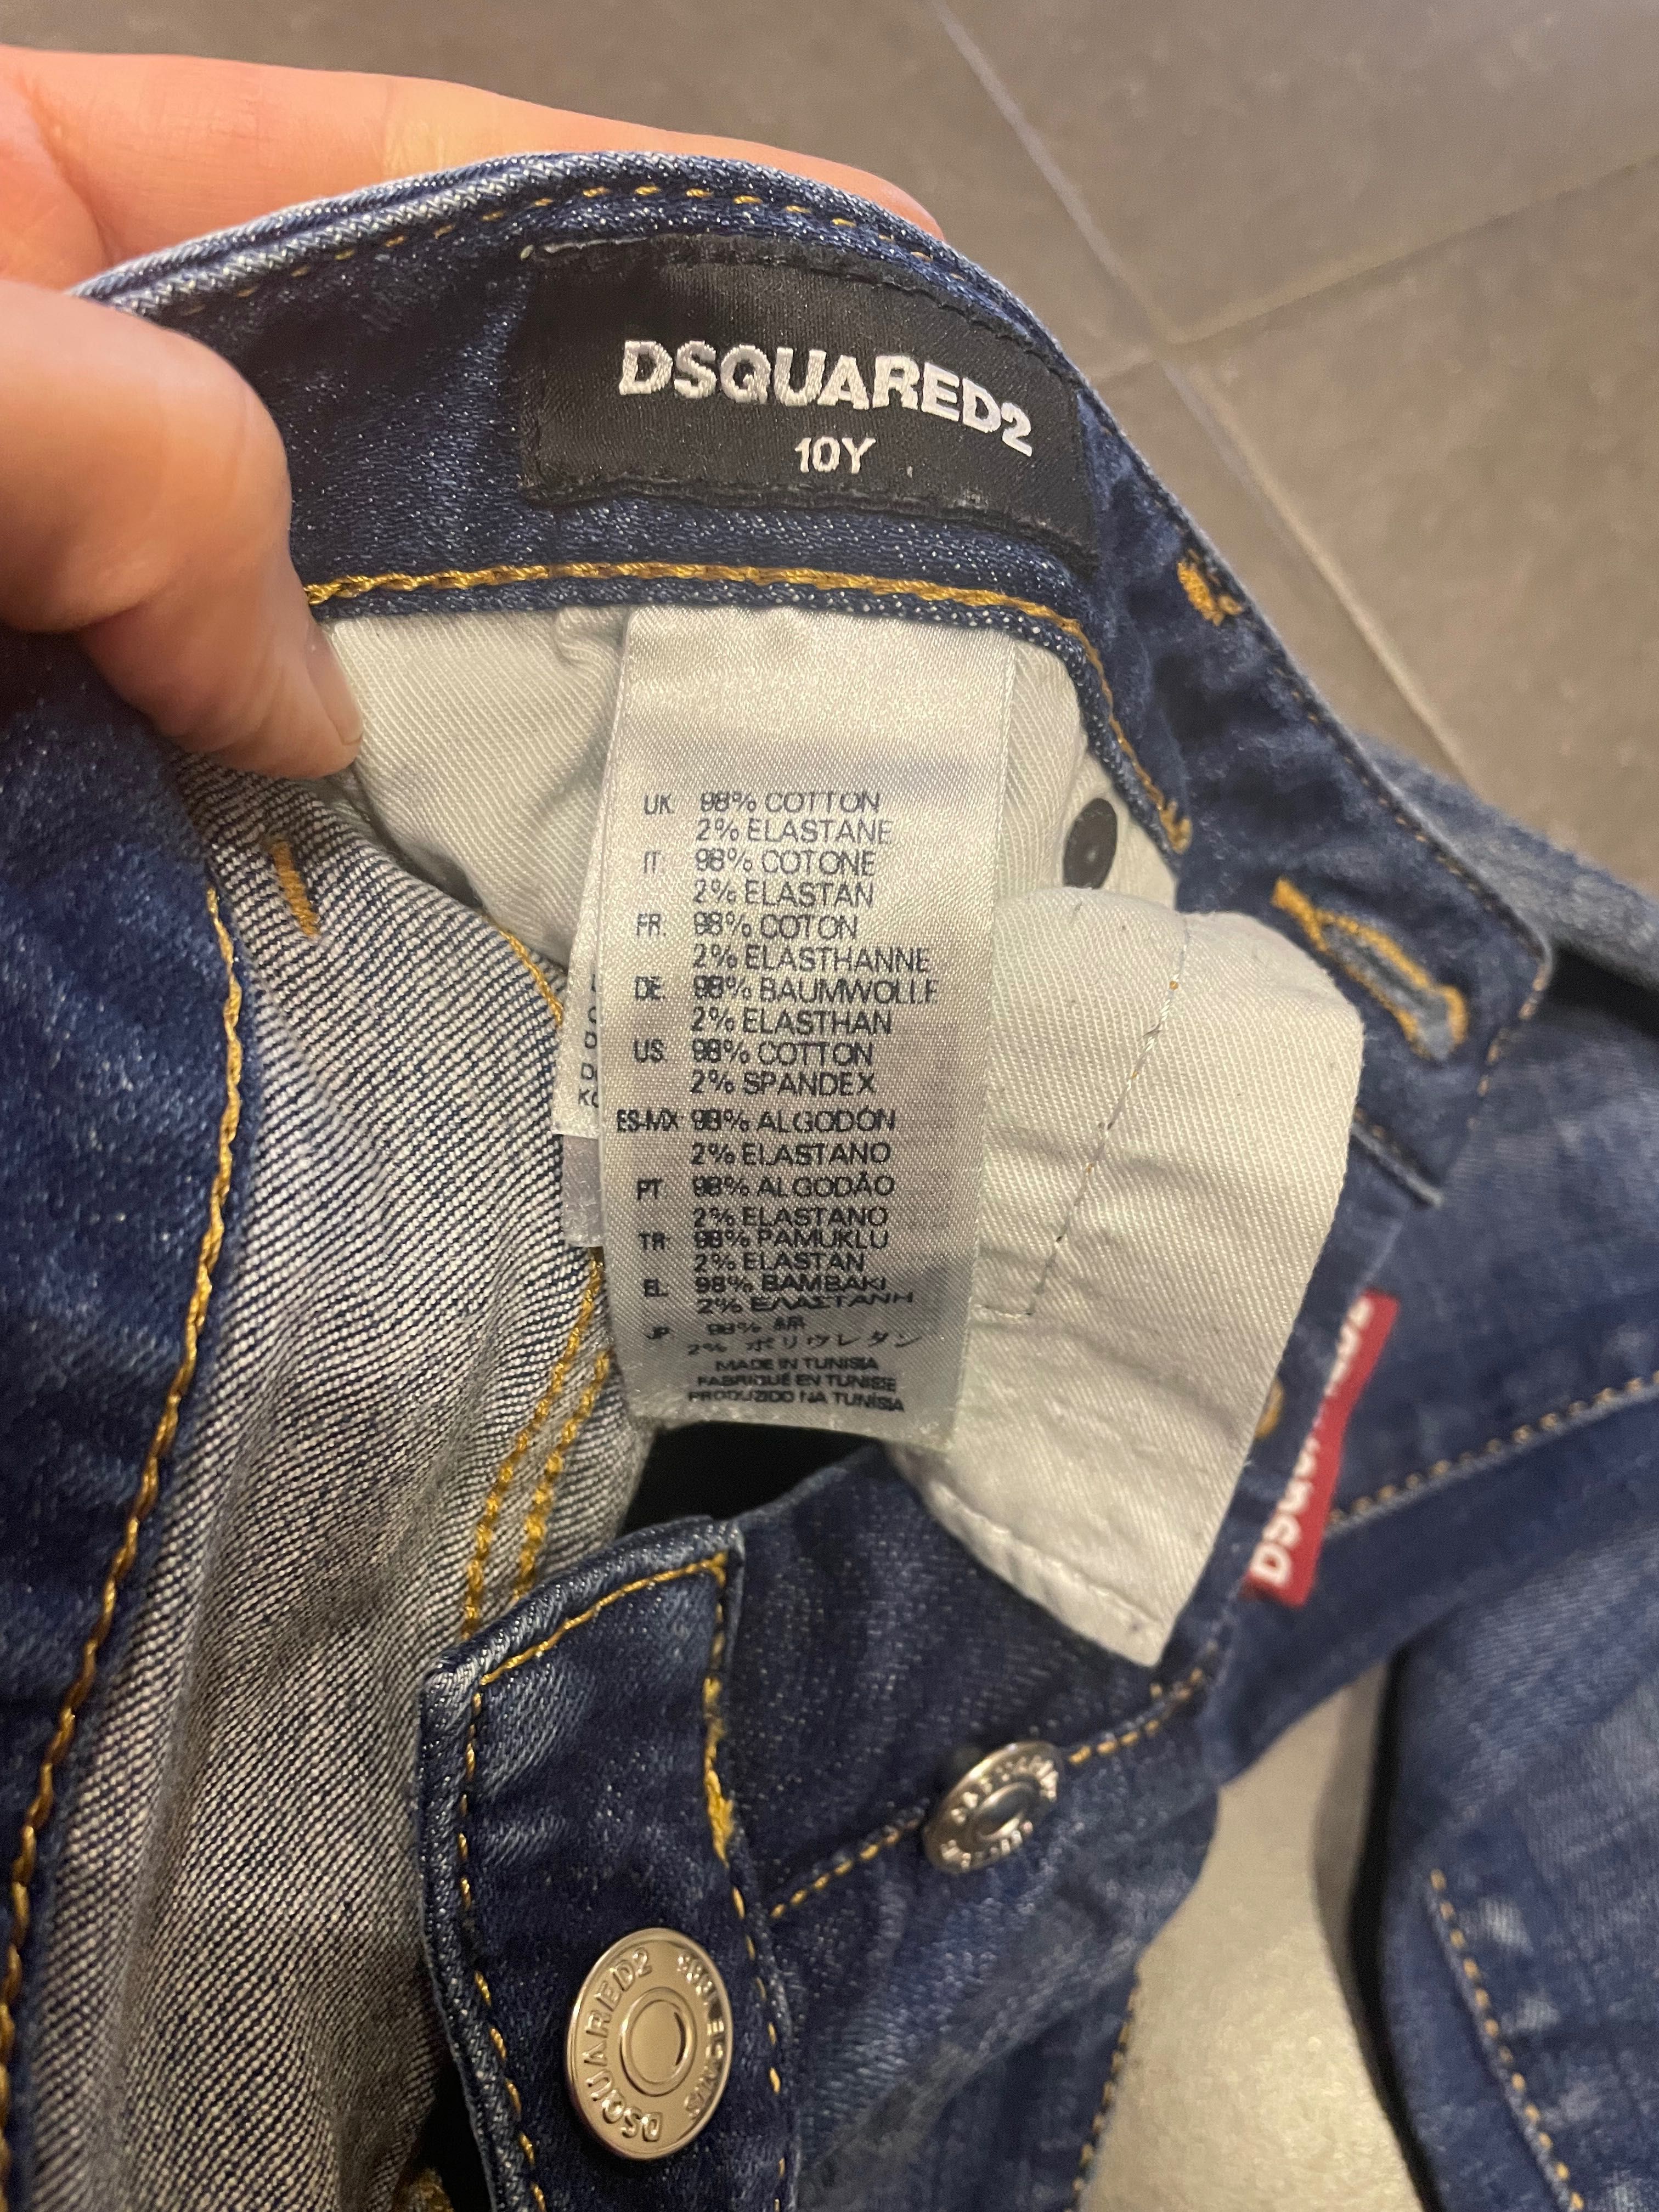 DSQUARED2
10Y
UK: 98% COTTON
2% ELASTANE
IT: 98% COTONE
2% ELASTAN
FR: 98% COTON
2% ELASTHANNE
DE: 98% BAUMWOLLE
2% ELASTHAN
US: 98% COTTON
2% SPANDEX
ES-MX: 98% ALGODÓN
2% ELASTANO
PT: 98% ALGODÃO
2% ELASTANO
TR: 98% PAMUKLU
2% ELASTAN
EL: 98% BAMBAKI
2% ΕΛΑΣΤΑΝΗ
JP: 98% 綿
2% ポリウレタン
MADE IN TUNISIA
FABRIQUÉ EN TUNISIE
PRODUZIDO NA TUNÍSIA
DSQUARED2
DSQUARED2 JEANS